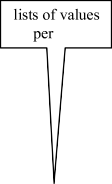 lists of values
per